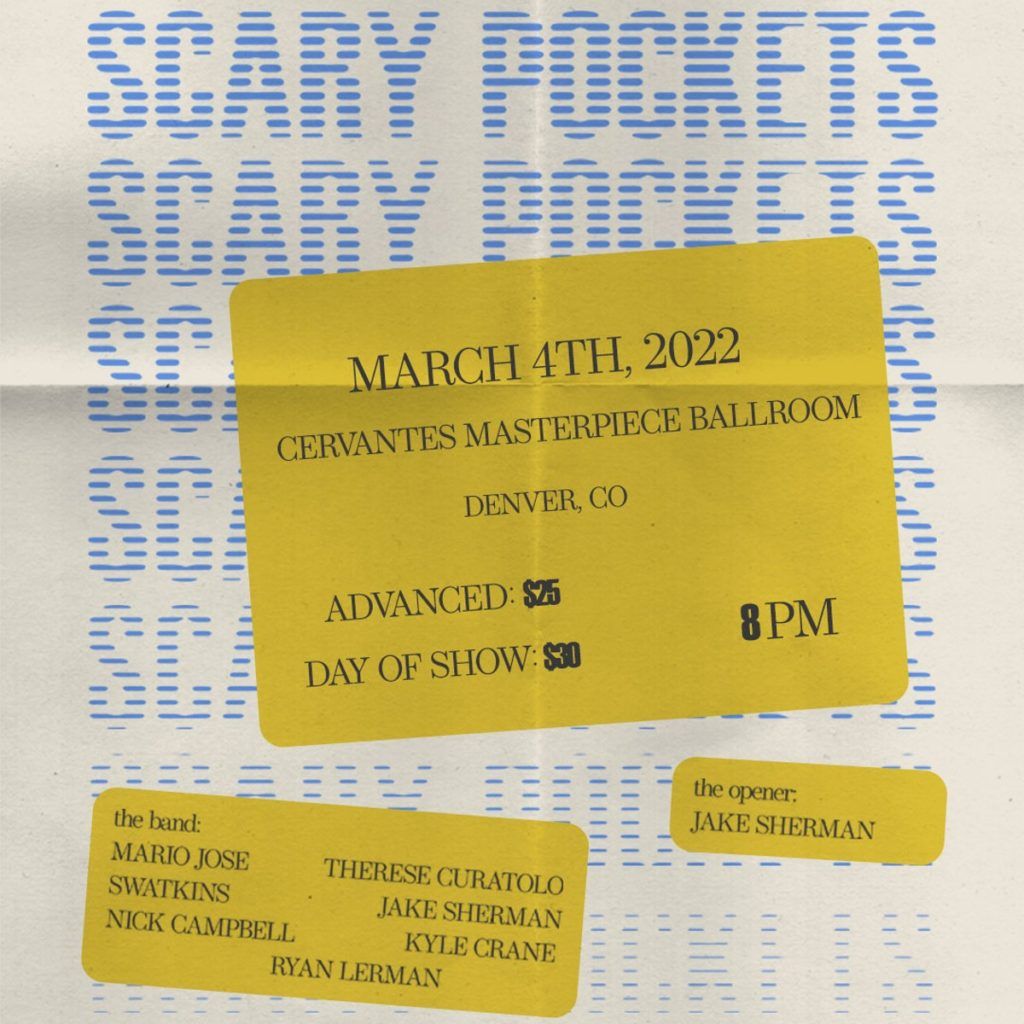 SCARY POCKETS
SCARY POCKETS
MARCH 4TH, 2022
CERVANTES MASTERPIECE BALLROOM
DENVER, CO
ADVANCED: $25
DAY OF SHOW: $30
8 PM
the opener:
JAKE SHERMAN
the band:
MARIO JOSE
SWATKINS
NICK CAMPBELL
THERESE CURATOLO
JAKE SHERMAN
KYLE CRANE
RYAN LERMAN